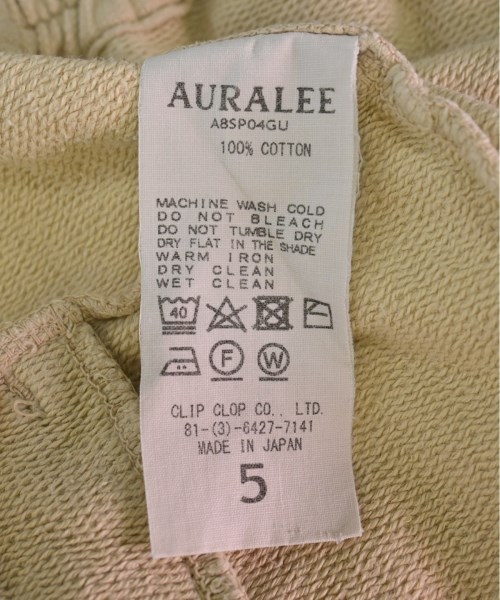 AURALEE
A8SP04GU
100% COTTON
MACHINE WASH COLD
DO NOT BLEACH
DO NOT TUMBLE DRY
DRY FLAT IN THE SHADE
WARM IRON
DRY CLEAN
WET CLEAN
40
F W
CLIP CLOP CO., LTD.
81-(3)-6427-7141
MADE IN JAPAN
5